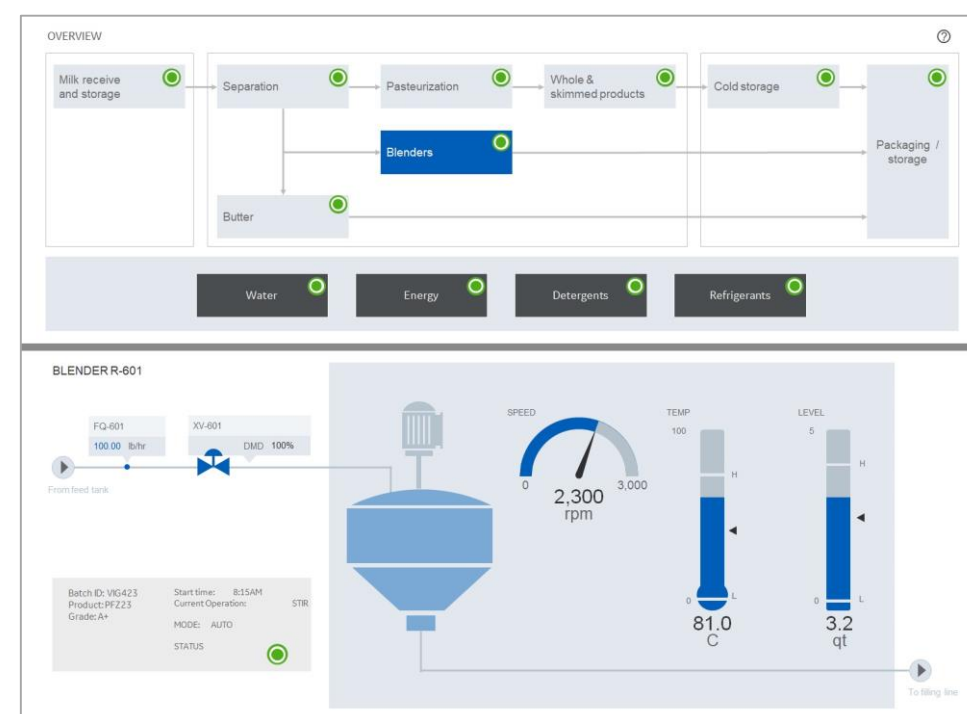 OVERVIEW
Milk receive
and storage
Separation
Pasteurization
Whole &
skimmed products
Cold storage
Blenders
Packaging /
storage
Butter
Water
Energy
Detergents
Refrigerants
BLENDER R-601
FQ-601
100.00 lb/hr
XV-601
DMD 100%
From feed tank
SPEED
0
3,000
2,300
rpm
TEMP
100
H
L
0
81.0
C
LEVEL
5
H
L
0
3.2
qt
Batch ID: VIG423
Product:PFZ23
Grade:A+
Start time: 8:15AM
Current Operation: STIR
MODE: AUTO
STATUS
To filling line